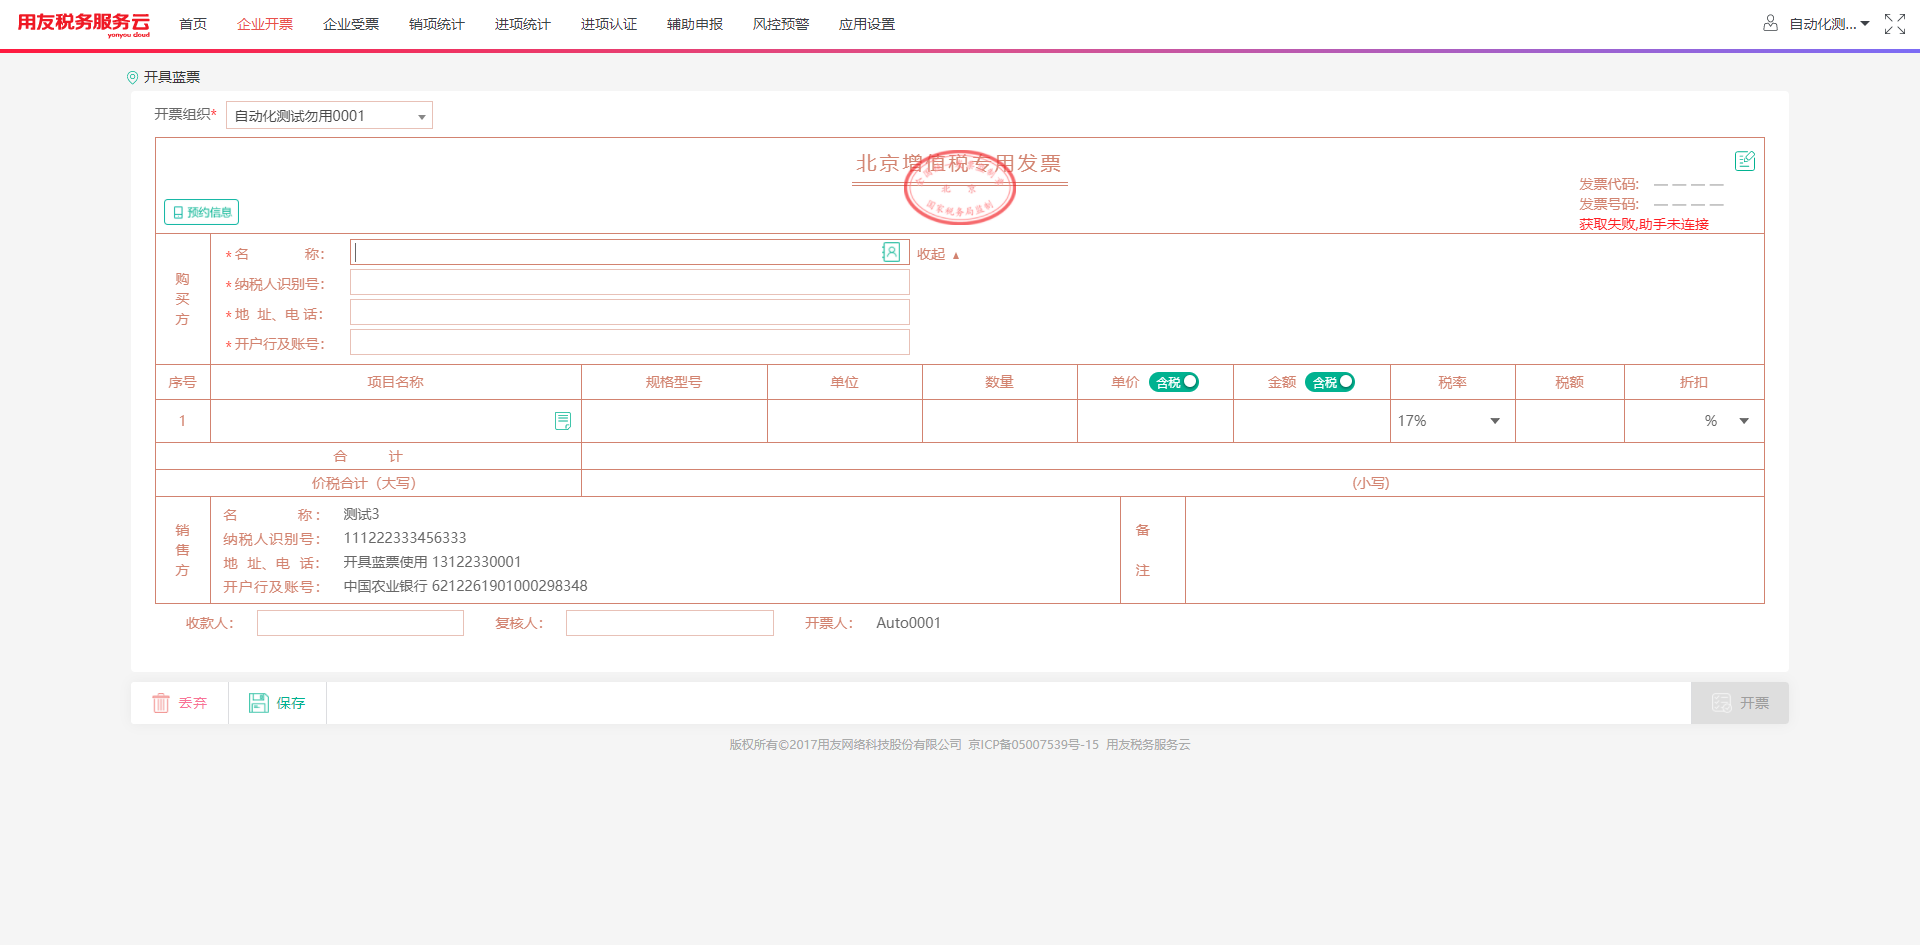 用友税务服务云
yonyou cloud
首页 企业开票 企业受票 销项统计 进项统计 进项认证 辅助申报 风控预警 应用设置 自动化测...
开具蓝票
开票组织* 自动化测试勿用0001
北京增值税专用发票
北 京
国家税务局监制
预约信息
发票代码: — — — —
发票号码: — — — —
获取失败,助手未连接
购买方
*名 称: 收起 ▲
*纳税人识别号:
*地 址、电 话:
*开户行及账号:
序号 项目名称 规格型号 单位 数量 单价 含税 金额 含税 税率 税额 折扣
1 17% %
合 计
价税合计（大写） (小写)
销售方
名 称: 测试3
纳税人识别号: 111222333456333
地 址、电 话: 开具蓝票使用 13122330001
开户行及账号: 中国农业银行 6212261901000298348
备注
收款人: 复核人: 开票人: Auto0001
丢弃 保存 开票
版权所有©2017用友网络科技股份有限公司 京ICP备05007539号-15 用友税务服务云